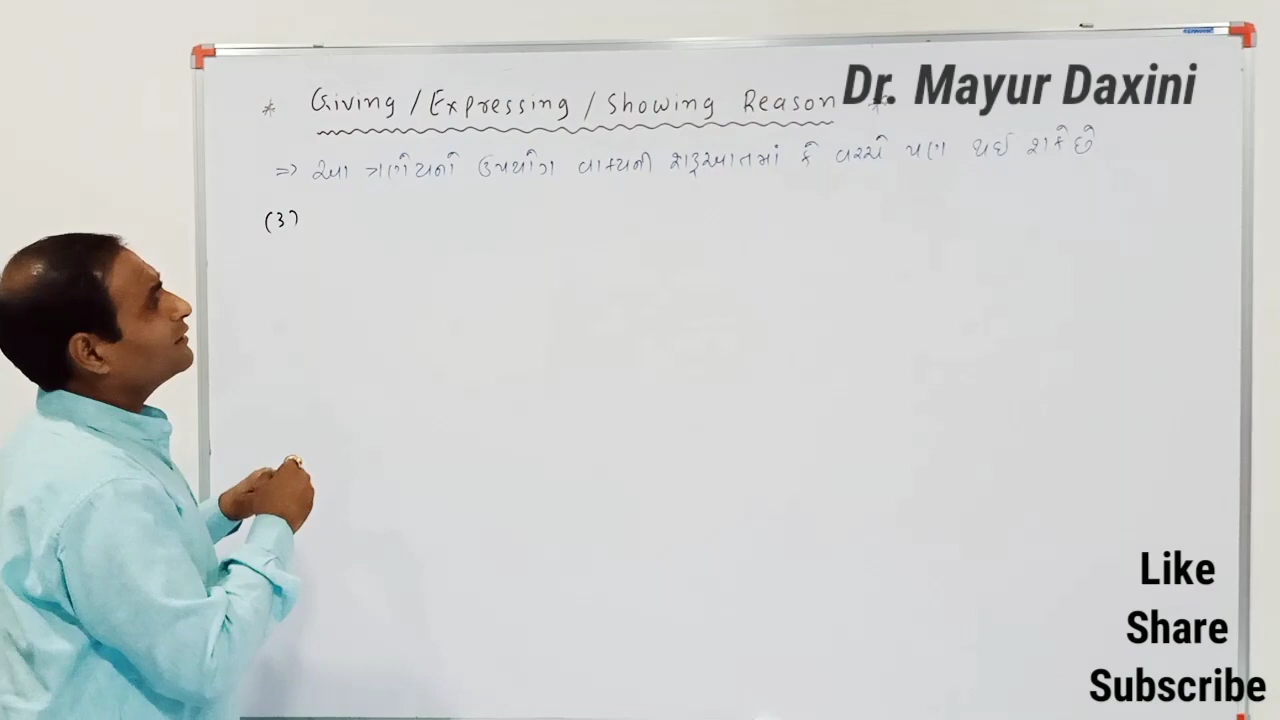 * Giving / Expressing / Showing Reason *
Dr. Mayur Daxini
⇒ આ ત્રણેયનો ઉપયોગ વાક્યની શરૂઆતમાં કે વચ્ચે પણ થઈ શકે છે
(3)
Like
Share
Subscribe